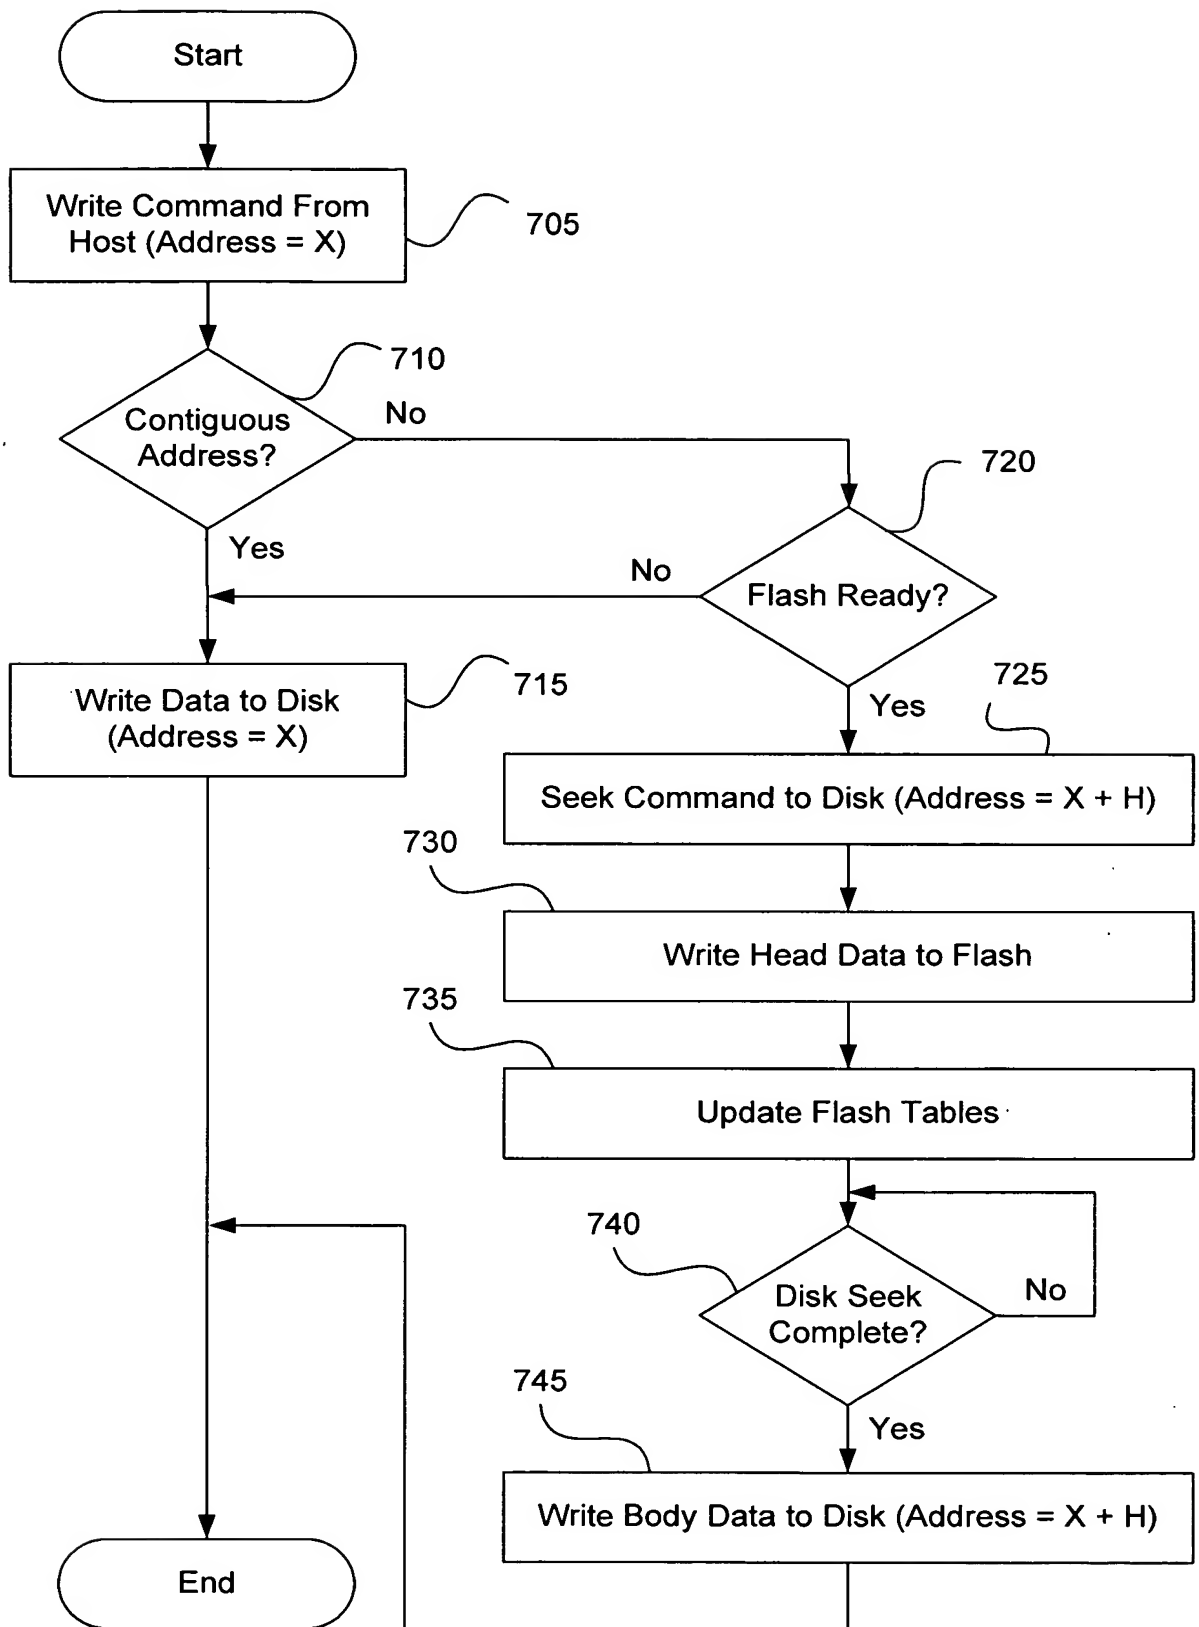 Start
Write Command From
Host (Address = X)
705
710
Contiguous
Address?
No
720
Yes
No
Flash Ready?
Write Data to Disk
(Address = X)
715
Yes
725
Seek Command to Disk (Address = X + H)
730
Write Head Data to Flash
735
Update Flash Tables
740
Disk Seek
Complete?
No
745
Yes
Write Body Data to Disk (Address = X + H)
End